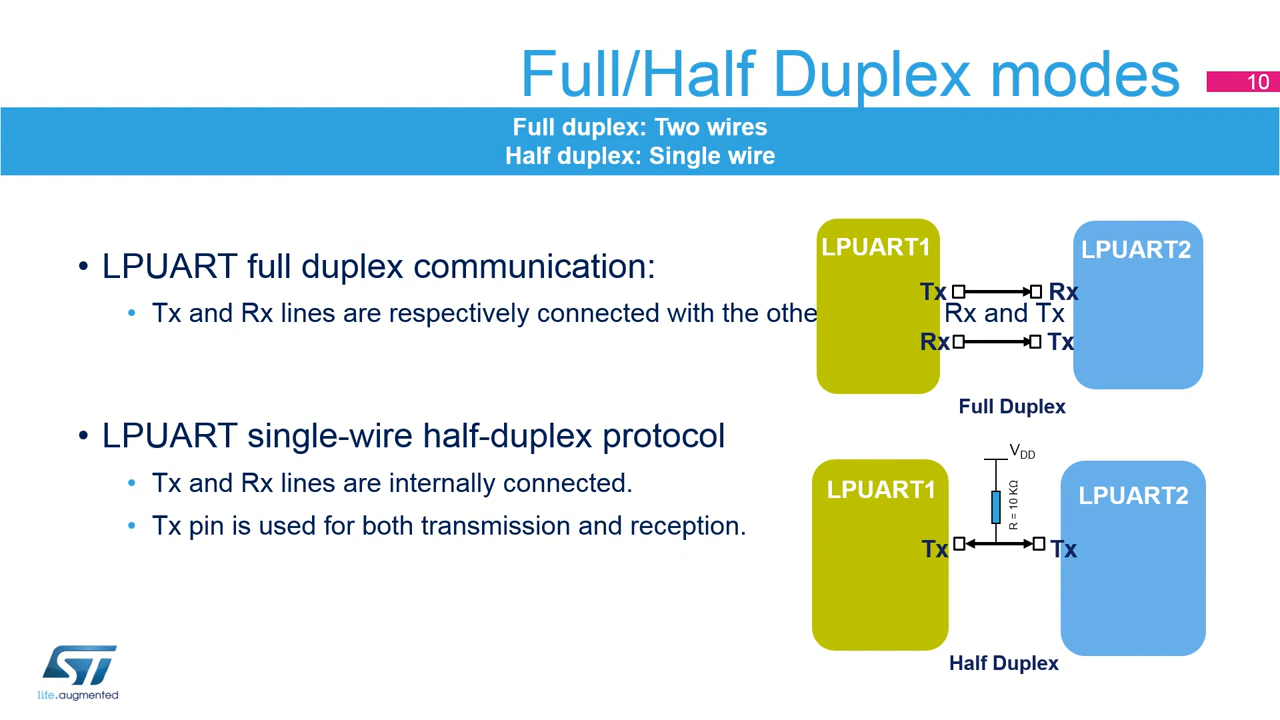 Full/Half Duplex modes
10
Full duplex: Two wires
Half duplex: Single wire
• LPUART full duplex communication:
• Tx and Rx lines are respectively connected with the othe Rx and Tx
• LPUART single-wire half-duplex protocol
• Tx and Rx lines are internally connected.
• Tx pin is used for both transmission and reception.
LPUART1
LPUART2
Tx
Rx
Rx
Tx
Full Duplex
VDD
R = 10 KΩ
LPUART1
LPUART2
Tx
Tx
Half Duplex
ST
life.augmented